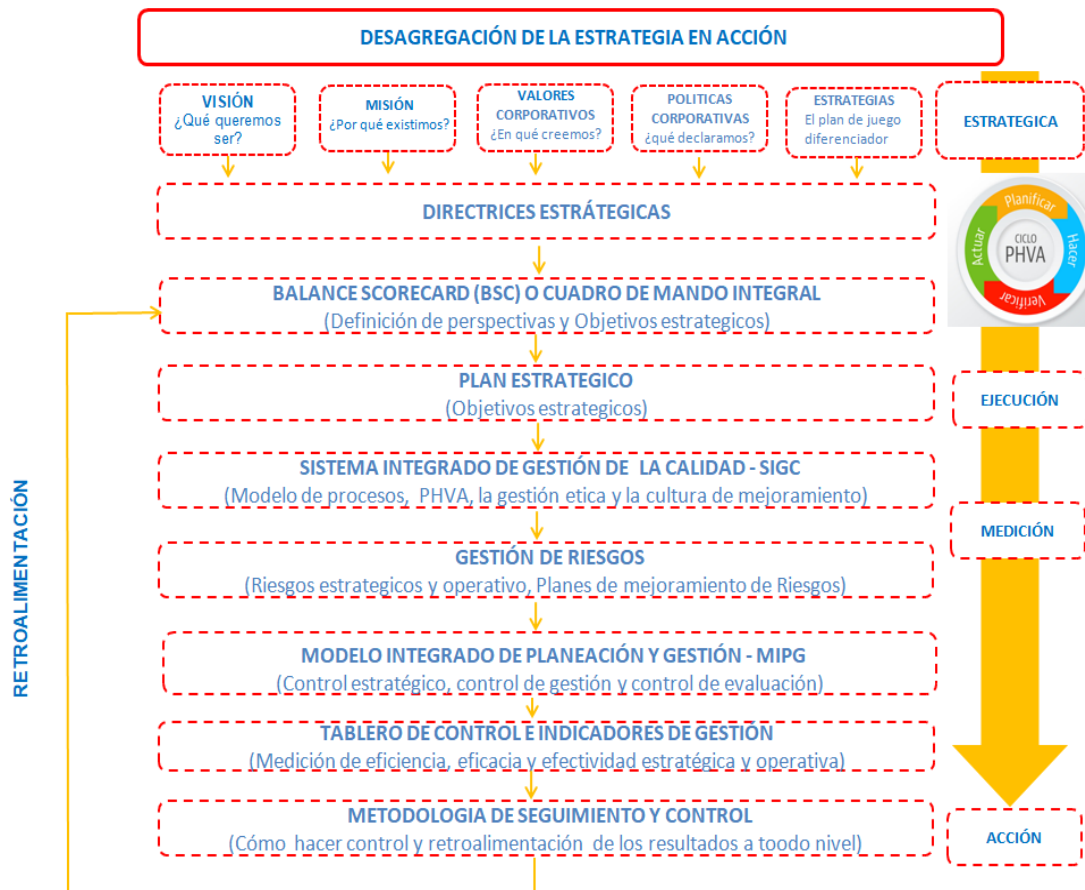 DESAGREGACIÓN DE LA ESTRATEGIA EN ACCIÓN
VISIÓN
¿Qué queremos
ser?
MISIÓN
¿Por qué existimos?
VALORES
CORPORATIVOS
¿En qué creemos?
POLITICAS
CORPORATIVAS
¿qué declaramos?
ESTRATEGIAS
El plan de juego
diferenciador
ESTRATEGICA
DIRECTRICES ESTRÁTEGICAS
Planificar
Hacer
Verificar
Actuar
CICLO
PHVA
BALANCE SCORECARD (BSC) O CUADRO DE MANDO INTEGRAL
(Definición de perspectivas y Objetivos estrategicos)
PLAN ESTRATEGICO
(Objetivos estrategicos)
EJECUCIÓN
SISTEMA INTEGRADO DE GESTIÓN DE LA CALIDAD - SIGC
(Modelo de procesos, PHVA, la gestión etica y la cultura de mejoramiento)
MEDICIÓN
GESTIÓN DE RIESGOS
(Riesgos estrategicos y operativo, Planes de mejoramiento de Riesgos)
MODELO INTEGRADO DE PLANEACIÓN Y GESTIÓN - MIPG
(Control estratégico, control de gestión y control de evaluación)
TABLERO DE CONTROL E INDICADORES DE GESTIÓN
(Medición de eficiencia, eficacia y efectividad estratégica y operativa)
METODOLOGIA DE SEGUIMIENTO Y CONTROL
(Cómo hacer control y retroalimentación de los resultados a toodo nivel)
ACCIÓN
RETROALIMENTACIÓN